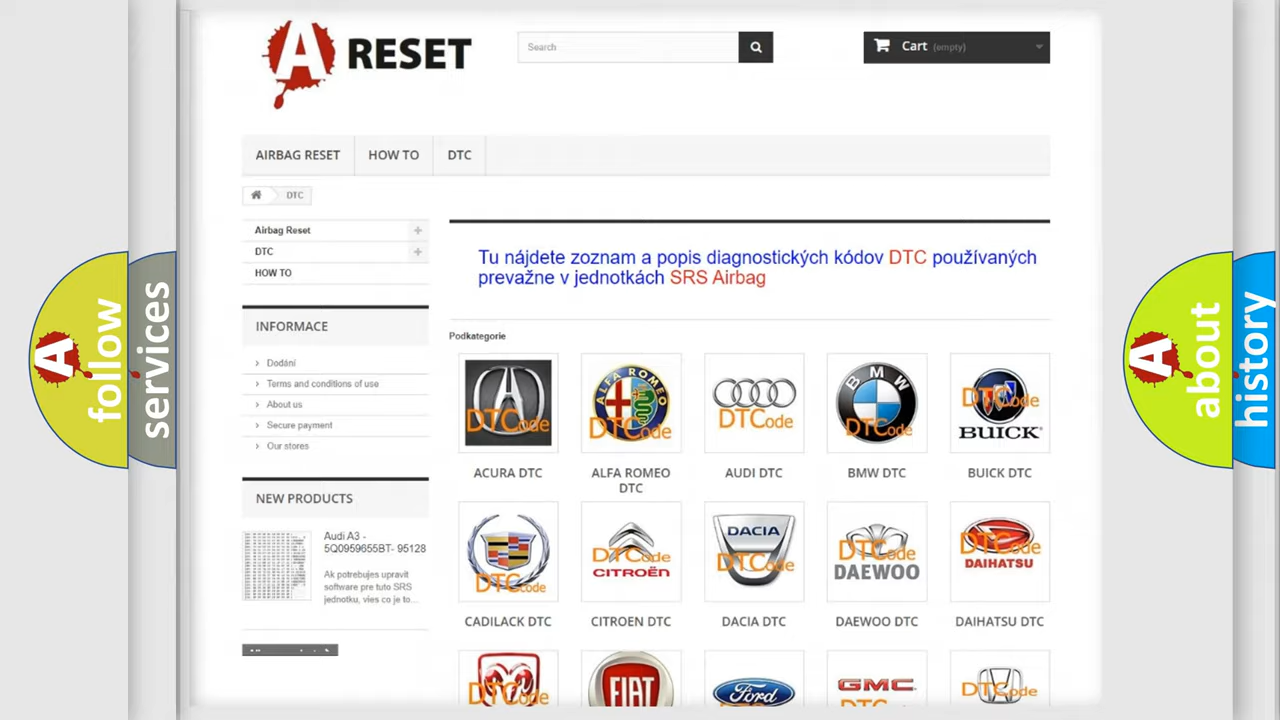 A RESET
Search
Cart (empty)
AIRBAG RESET
HOW TO
DTC
DTC
Airbag Reset
DTC
HOW TO
Tu nájdete zoznam a popis diagnostických kódov DTC používaných
prevažne v jednotkách SRS Airbag
INFORMACE
Dodání
Terms and conditions of use
About us
Secure payment
Our stores
NEW PRODUCTS
Audi A3 -
5Q0959655BT- 95128
Ak potrebujes upravit
software pre tuto SRS
jednotku, vies co je to...
Podkategorie
DTCode
ALFA ROMEO
DTCode
DTCode
BMW
DTCode
DTCode
BUICK
ACURA DTC
ALFA ROMEO
DTC
AUDI DTC
BMW DTC
BUICK DTC
DTCode
DTCode
CITROËN
DACIA
DTCode
DTCode
DAEWOO
DTCode
DAIHATSU
CADILACK DTC
CITROEN DTC
DACIA DTC
DAEWOO DTC
DAIHATSU DTC
DTCode
FIAT
Ford
GMC
DTCode
A follow
services
A about
history